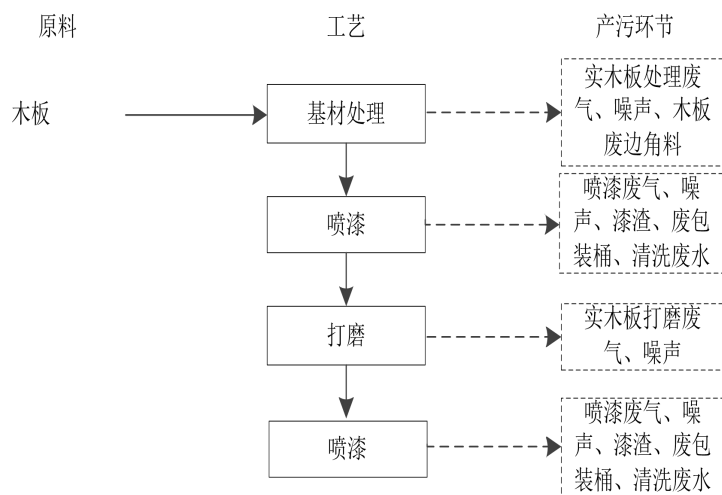 原料
工艺
产污环节
木板
基材处理
实木板处理废
气、噪声、木板
废边角料
喷漆
喷漆废气、噪
声、漆渣、废包
装桶、清洗废水
打磨
实木板打磨废
气、噪声
喷漆
喷漆废气、噪
声、漆渣、废包
装桶、清洗废水